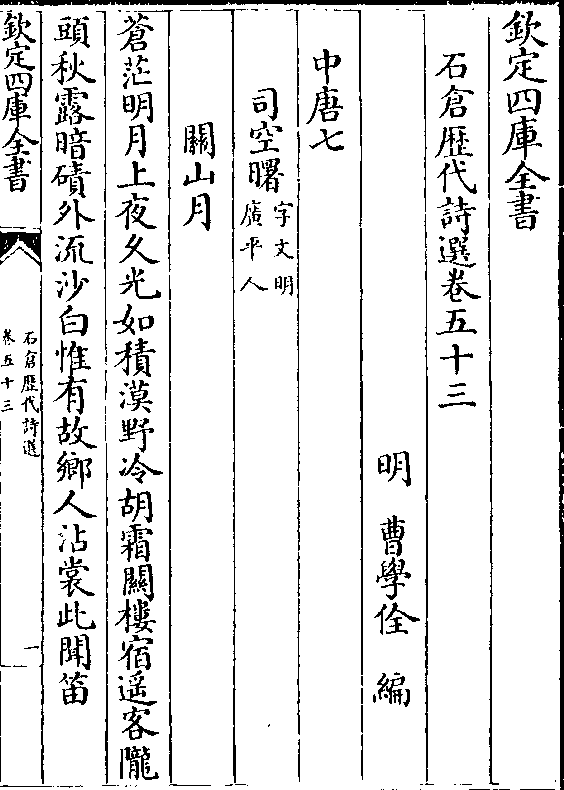 欽定四庫全書
石倉歴代詩選卷五十三
明 曹學佺 編
中唐七
司空曙字文明
廣平人
關山月
蒼茫明月上夜久光如積漠野冷胡霜關樓宿遥客隴
頭秋露暗磧外流沙白惟有故鄉人沾裳此聞笛
欽定四庫全書
石倉歴代詩選
卷五十三
一